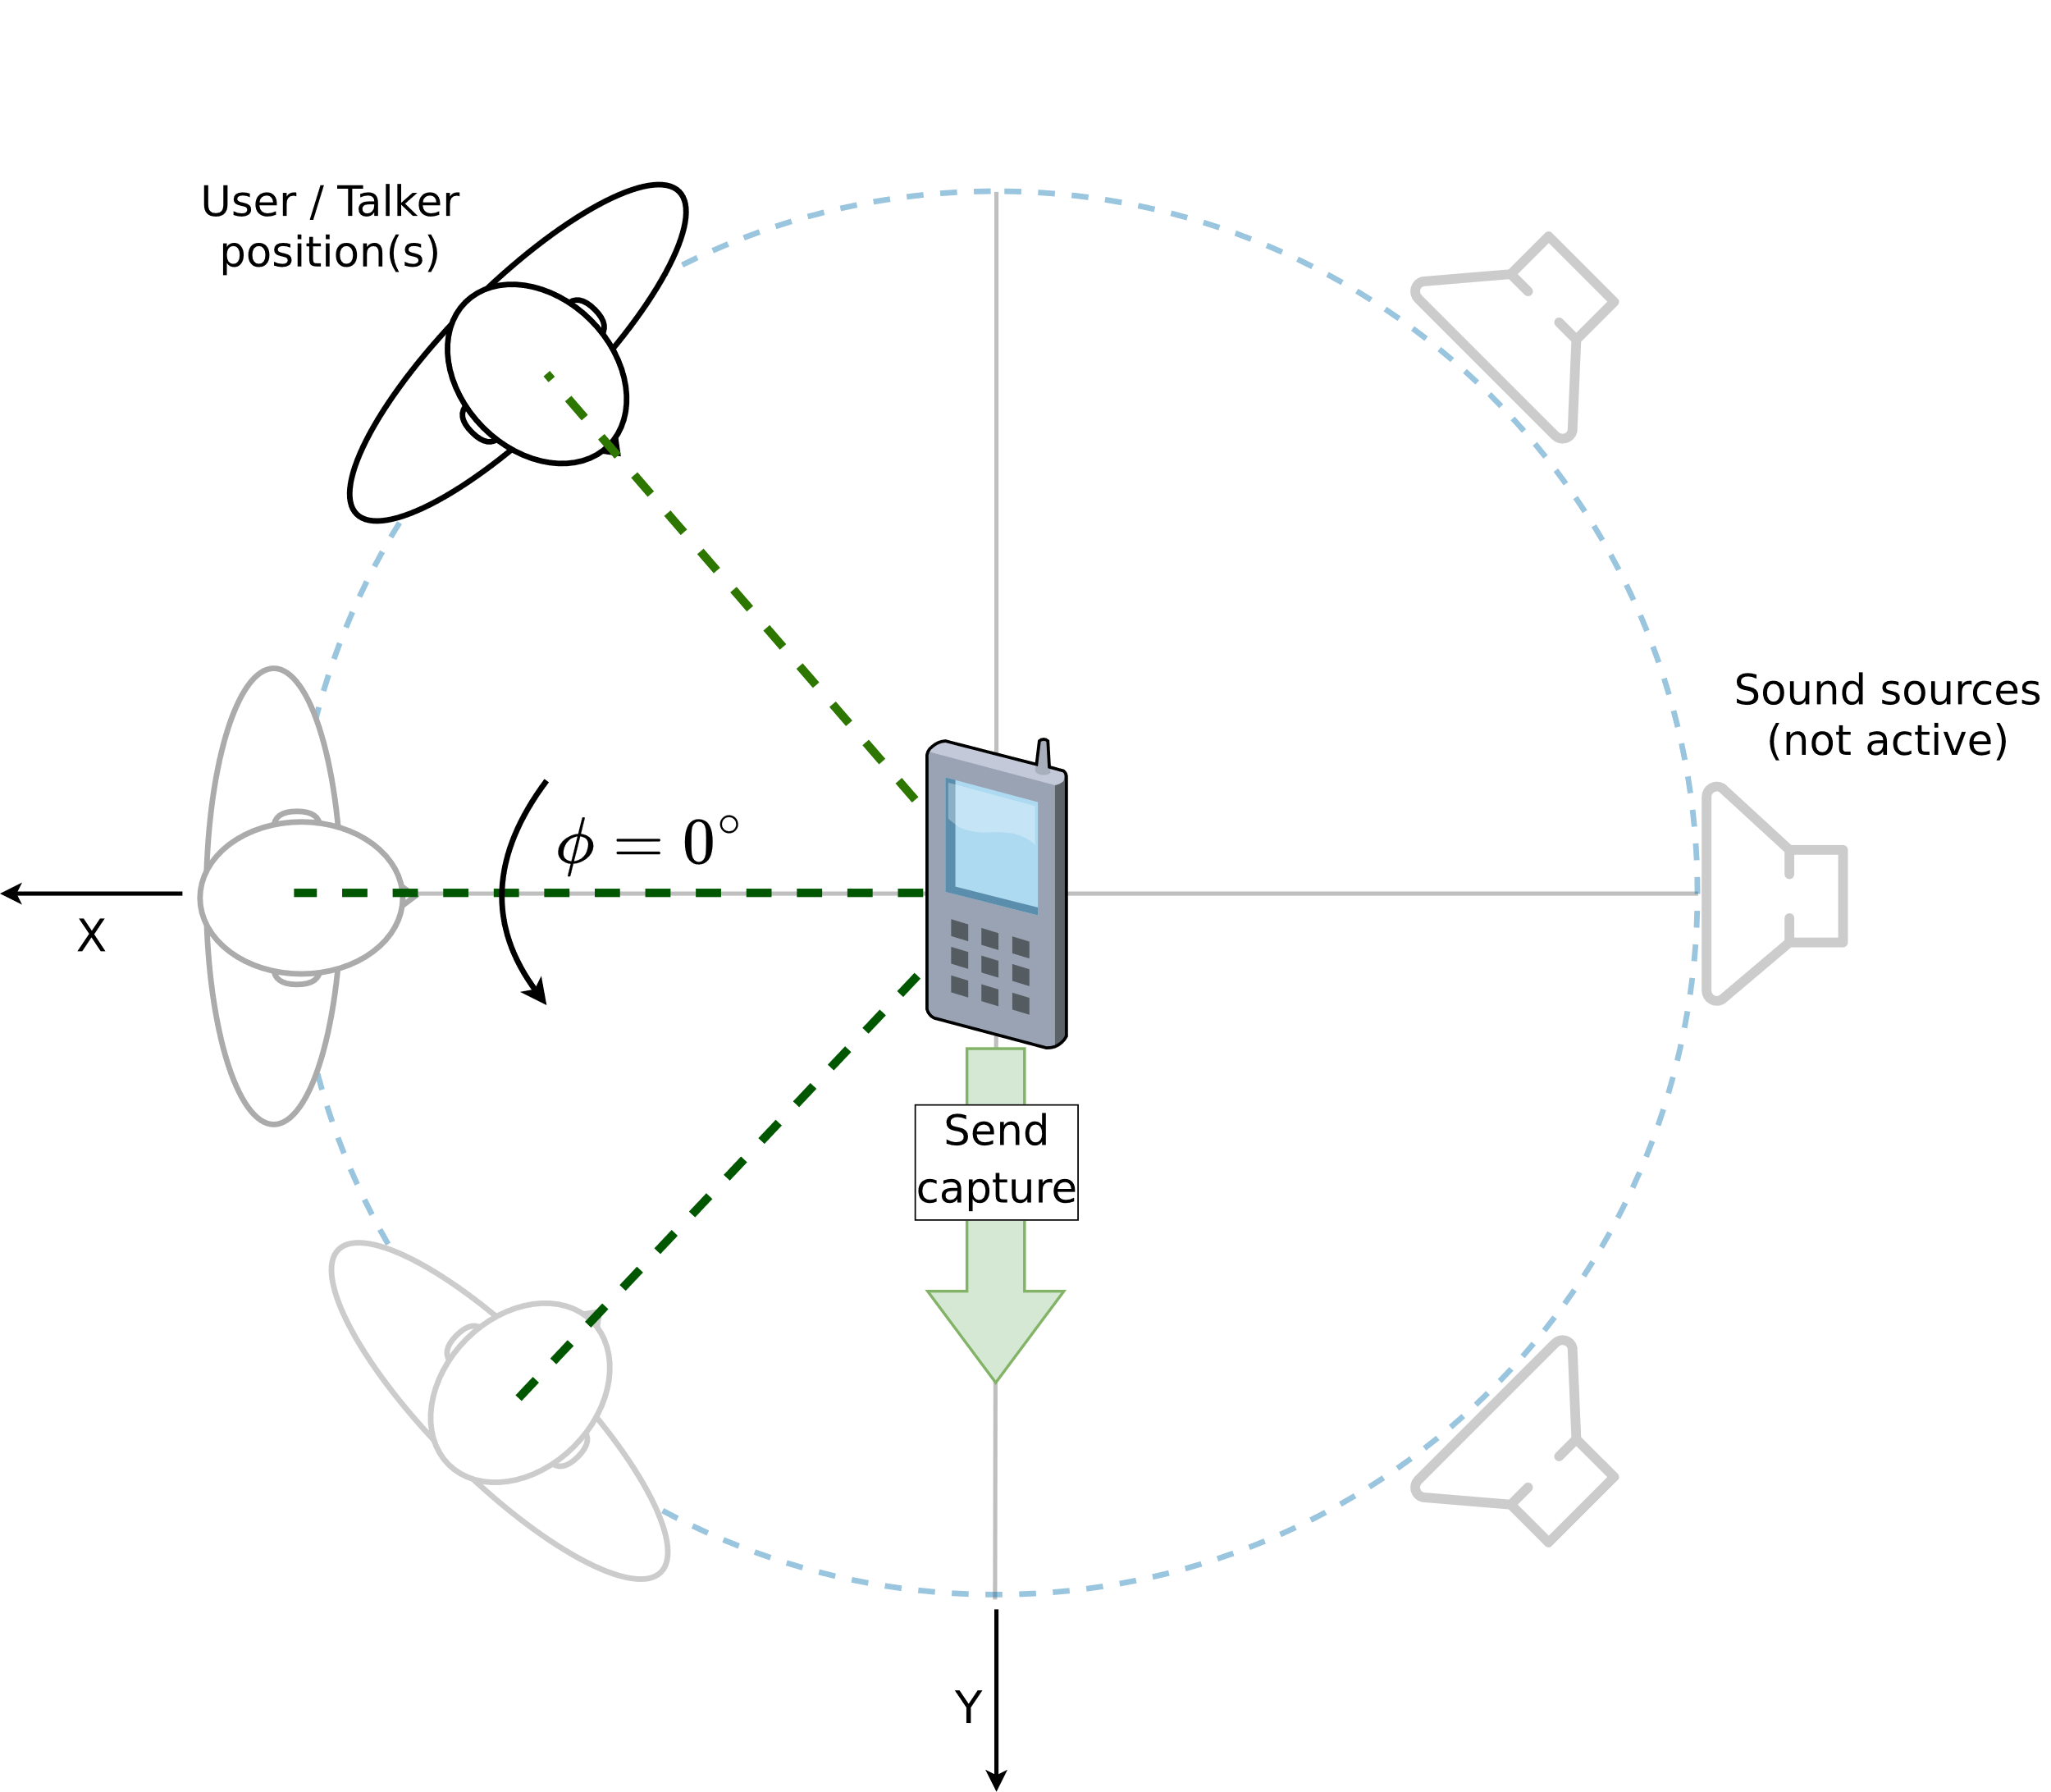 User / Talker
position(s)
Sound sources
(not active)
ϕ = 0°
X
Send
capture
Y